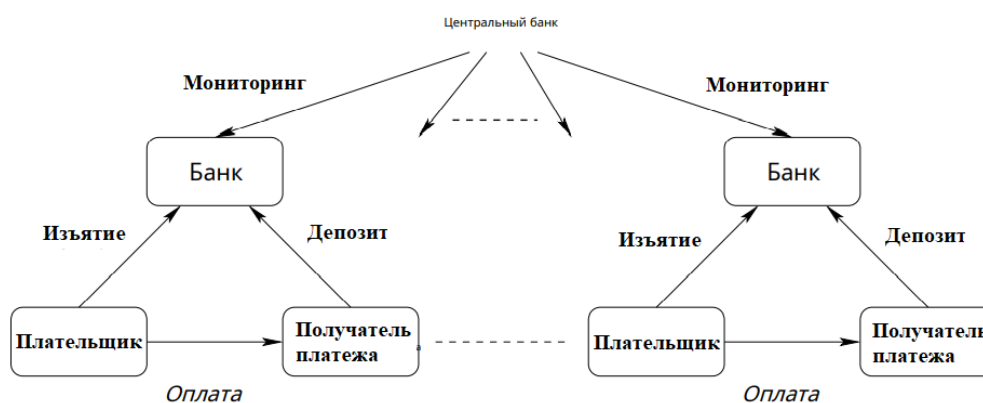 Центральный банк
Мониторинг
Мониторинг
Банк
Банк
Изъятие
Депозит
Изъятие
Депозит
Плательщик
Получатель
платежа
а
Плательщик
Получатель
платежа
Оплата
Оплата